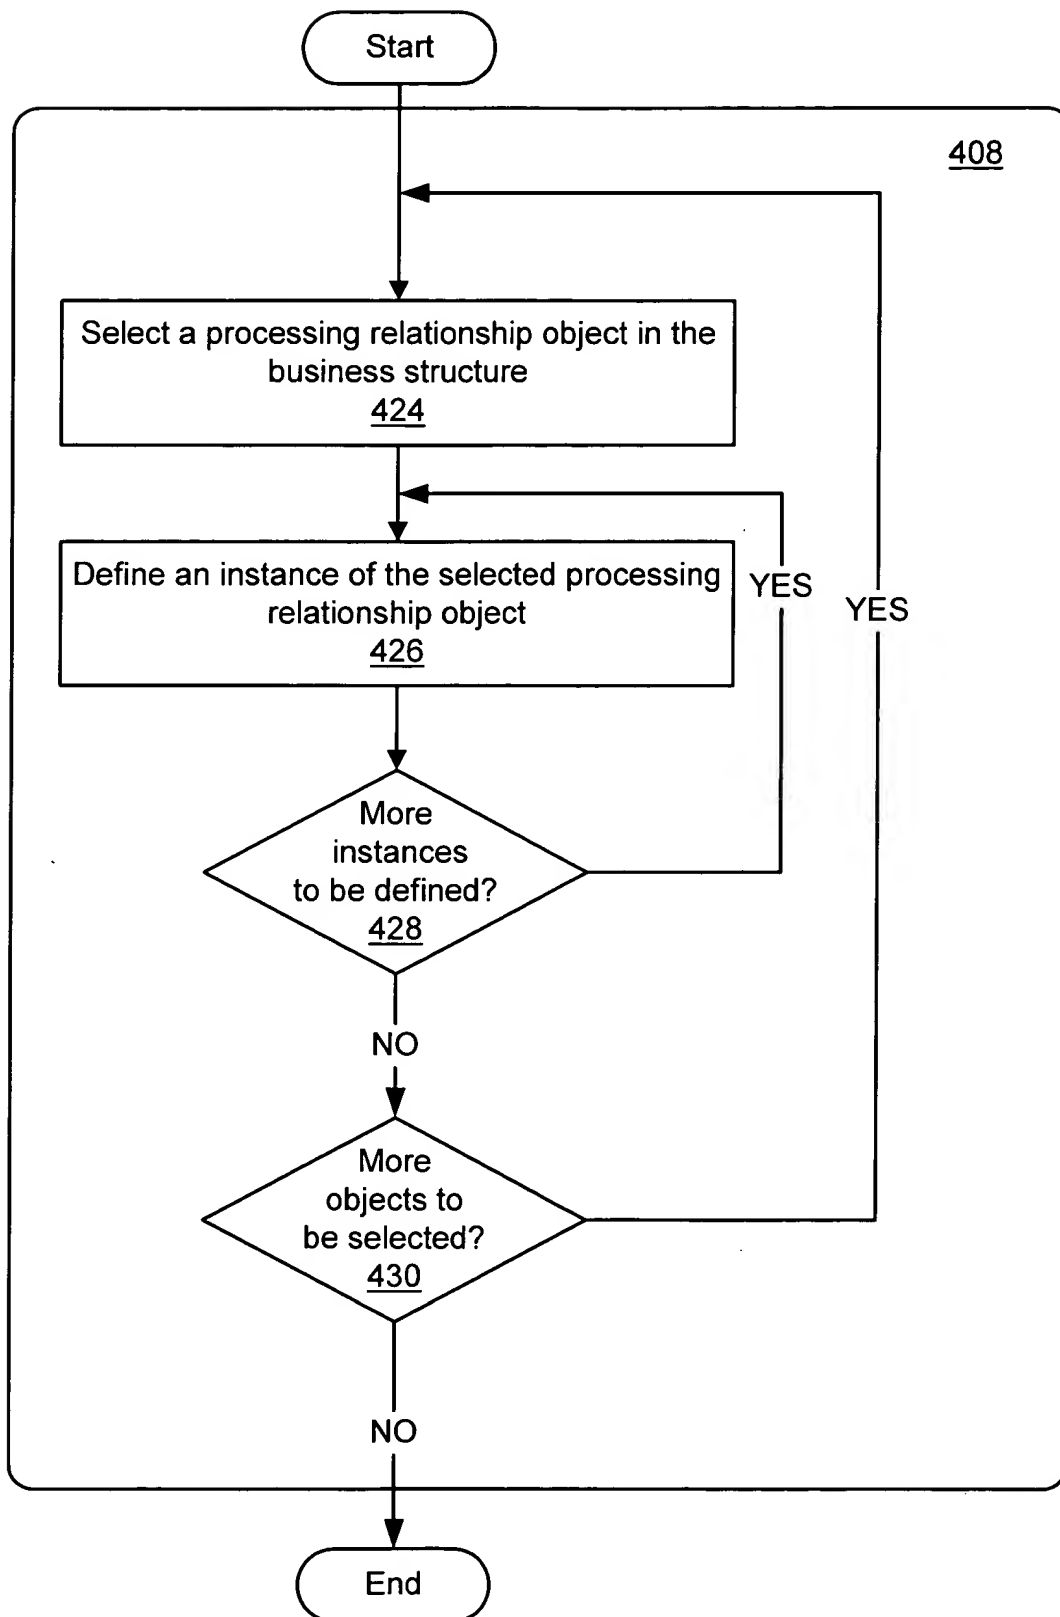 Start
408
Select a processing relationship object in the
business structure
424
Define an instance of the selected processing
relationship object
426
YES
YES
More
instances
to be defined?
428
NO
More
objects to
be selected?
430
NO
End